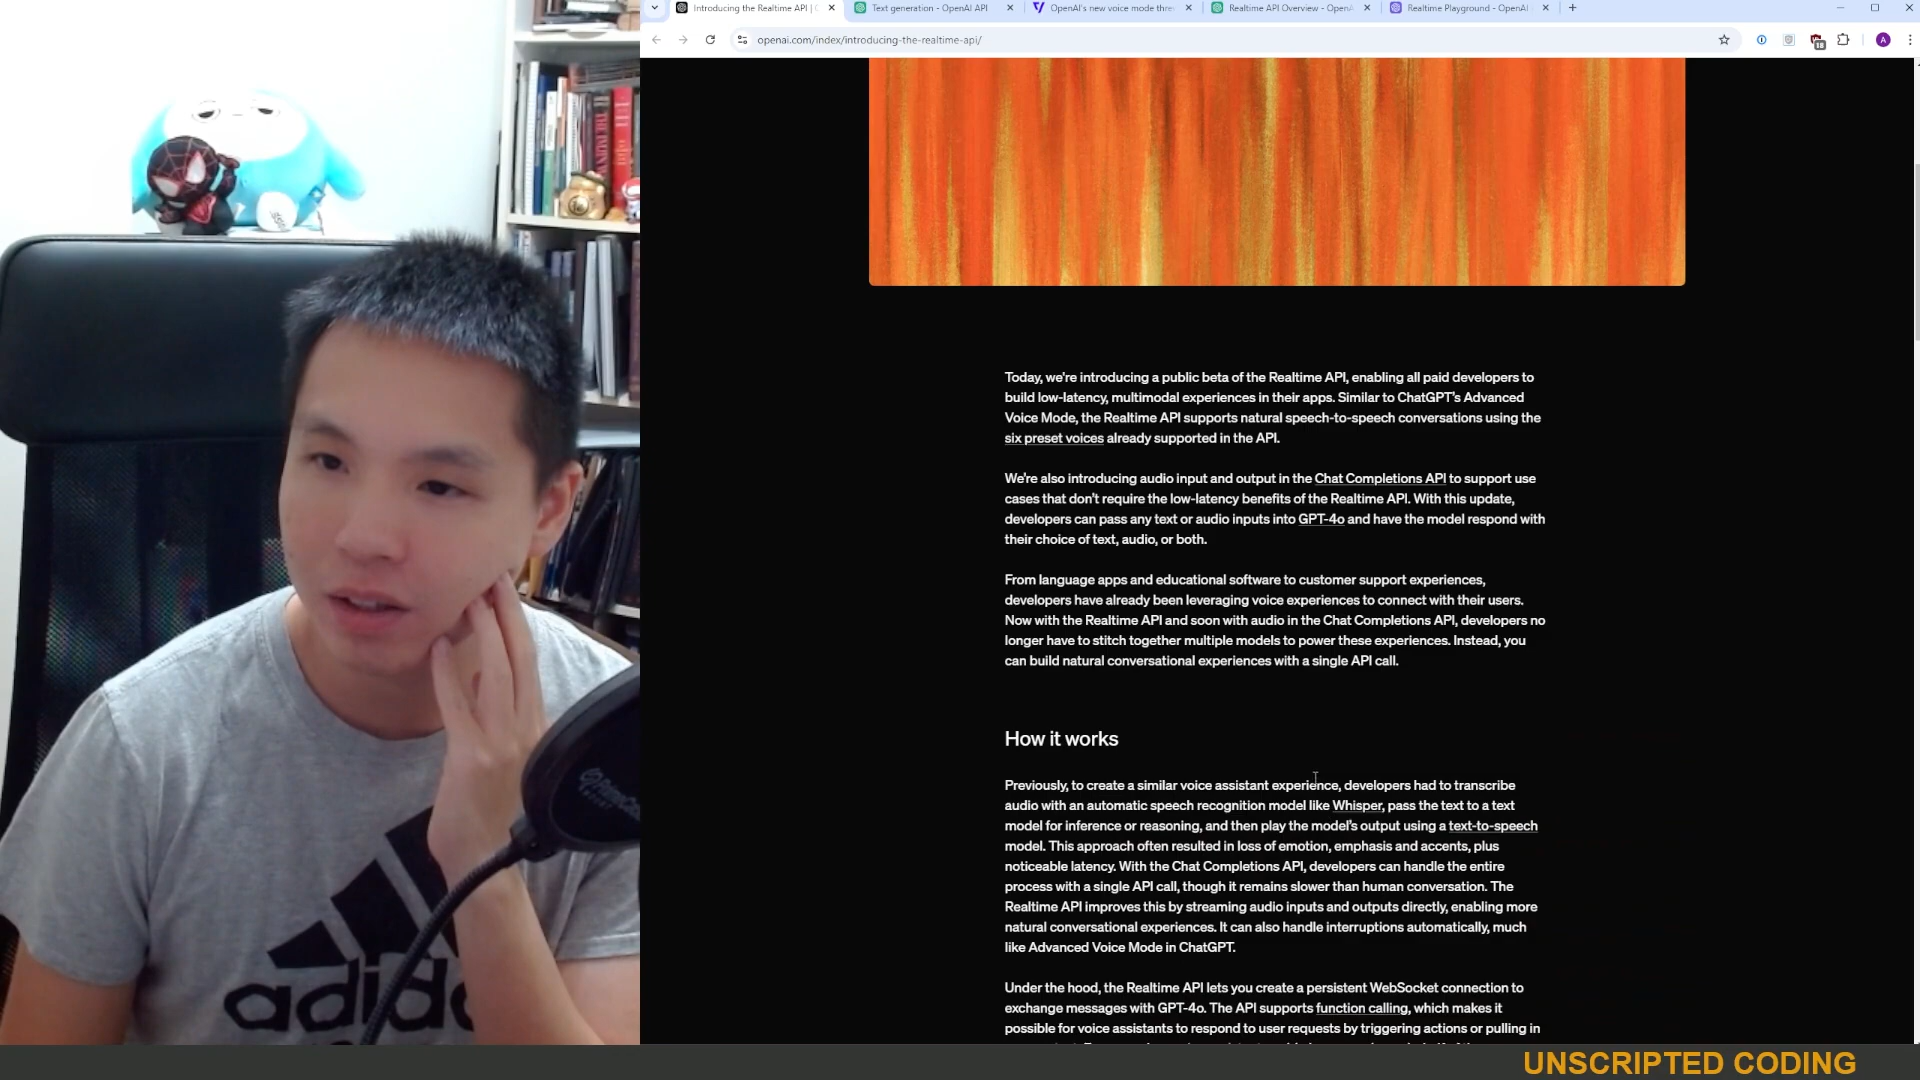 Introducing the Realtime API |
Text generation - OpenAI API
OpenAI's new voice mode thre
Realtime API Overview - OpenA
Realtime Playground - OpenAI
openai.com/index/introducing-the-realtime-api/
18
A
Today, we're introducing a public beta of the Realtime API, enabling all paid developers to
build low-latency, multimodal experiences in their apps. Similar to ChatGPT's Advanced
Voice Mode, the Realtime API supports natural speech-to-speech conversations using the
six preset voices already supported in the API.
We're also introducing audio input and output in the Chat Completions API to support use
cases that don't require the low-latency benefits of the Realtime API. With this update,
developers can pass any text or audio inputs into GPT-4o and have the model respond with
their choice of text, audio, or both.
From language apps and educational software to customer support experiences,
developers have already been leveraging voice experiences to connect with their users.
Now with the Realtime API and soon with audio in the Chat Completions API, developers no
longer have to stitch together multiple models to power these experiences. Instead, you
can build natural conversational experiences with a single API call.
How it works
Previously, to create a similar voice assistant experience, developers had to transcribe
audio with an automatic speech recognition model like Whisper, pass the text to a text
model for inference or reasoning, and then play the model's output using a text-to-speech
model. This approach often resulted in loss of emotion, emphasis and accents, plus
noticeable latency. With the Chat Completions API, developers can handle the entire
process with a single API call, though it remains slower than human conversation. The
Realtime API improves this by streaming audio inputs and outputs directly, enabling more
natural conversational experiences. It can also handle interruptions automatically, much
like Advanced Voice Mode in ChatGPT.
Under the hood, the Realtime API lets you create a persistent WebSocket connection to
exchange messages with GPT-4o. The API supports function calling, which makes it
possible for voice assistants to respond to user requests by triggering actions or pulling in
adidas
UNSCRIPTED CODING